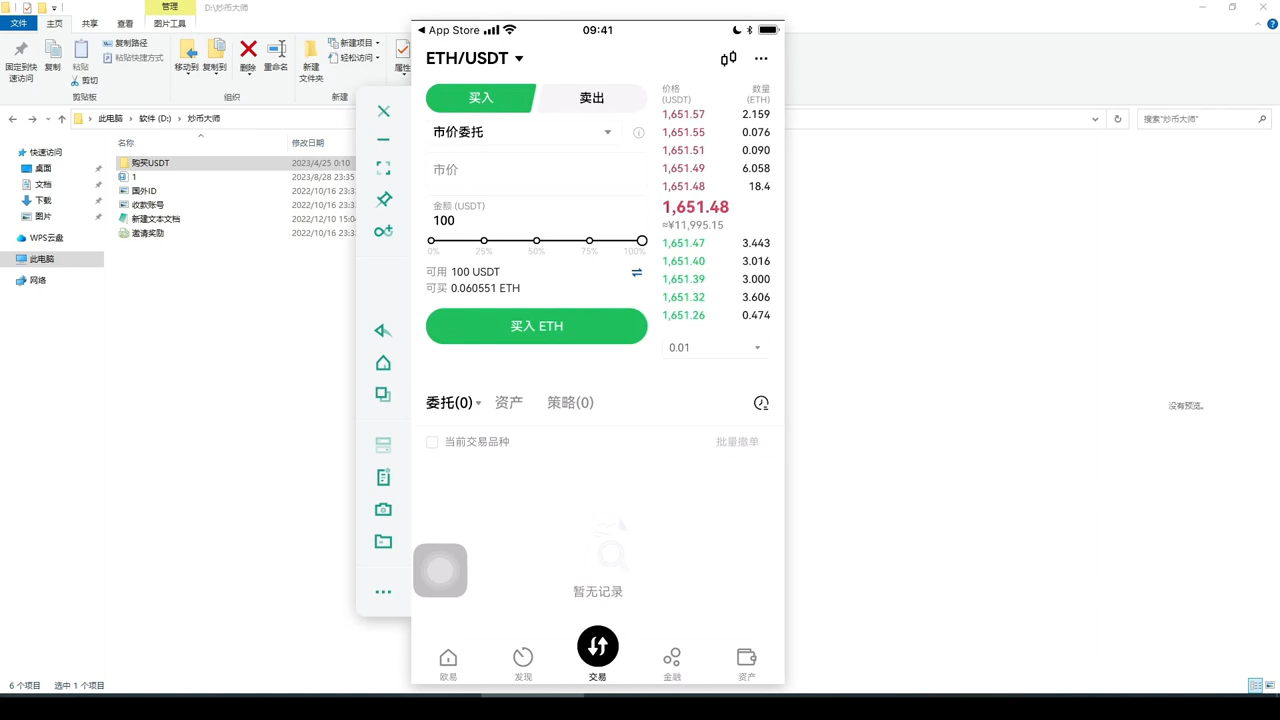 管理
D:\炒币大师
文件
主页
共享
查看
图片工具
固定到快速访问
复制
粘贴
复制路径
粘贴快捷方式
剪切
剪贴板
移动到
复制到
删除
重命名
组织
新建
文件夹
新建项目
轻松访问
新建
属性
此电脑
软件 (D:)
炒币大师
搜索"炒币大师"
快速访问
桌面
文档
下载
图片
WPS云盘
此电脑
网络
名称
修改日期
购买USDT
2023/4/25 0:10
1
2023/8/28 23:35
国外ID
2022/10/16 23:3
收款账号
2022/10/16 23:3
新建文本文档
2022/12/10 15:0
邀请奖励
2022/10/16 23:3
没有预览。
6 个项目
选中 1 个项目
App Store
09:41
ETH/USDT
买入
卖出
市价委托
市价
金额 (USDT)
100
0%
25%
50%
75%
100%
可用 100 USDT
可买 0.060551 ETH
买入 ETH
价格
(USDT)
数量
(ETH)
1,651.57 2.159
1,651.55 0.076
1,651.51 0.090
1,651.49 6.058
1,651.48 18.4
1,651.48
≈¥11,995.15
1,651.47 3.443
1,651.40 3.016
1,651.39 3.000
1,651.32 3.606
1,651.26 0.474
0.01
委托(0)
资产
策略(0)
当前交易品种
批量撤单
暂无记录
欧易
发现
交易
金融
资产